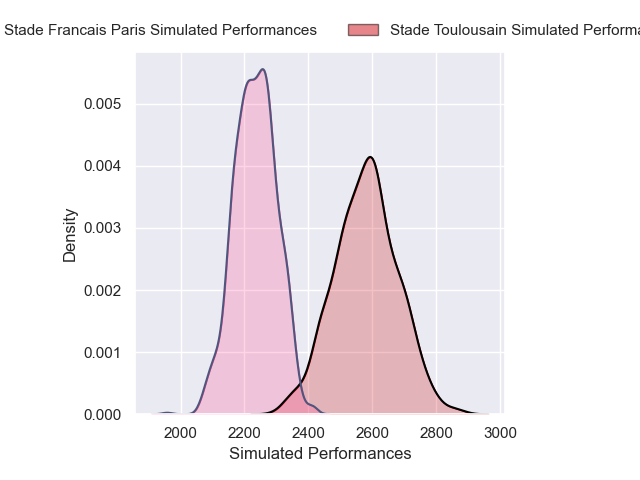 Stade Francais Paris Simulated Performances
Stade Toulousain Simulated
Density
0.005
0.004
0.003
0.002
0.001
0.000
2000 2200 2400 2600 2800 3000
Simulated Performances